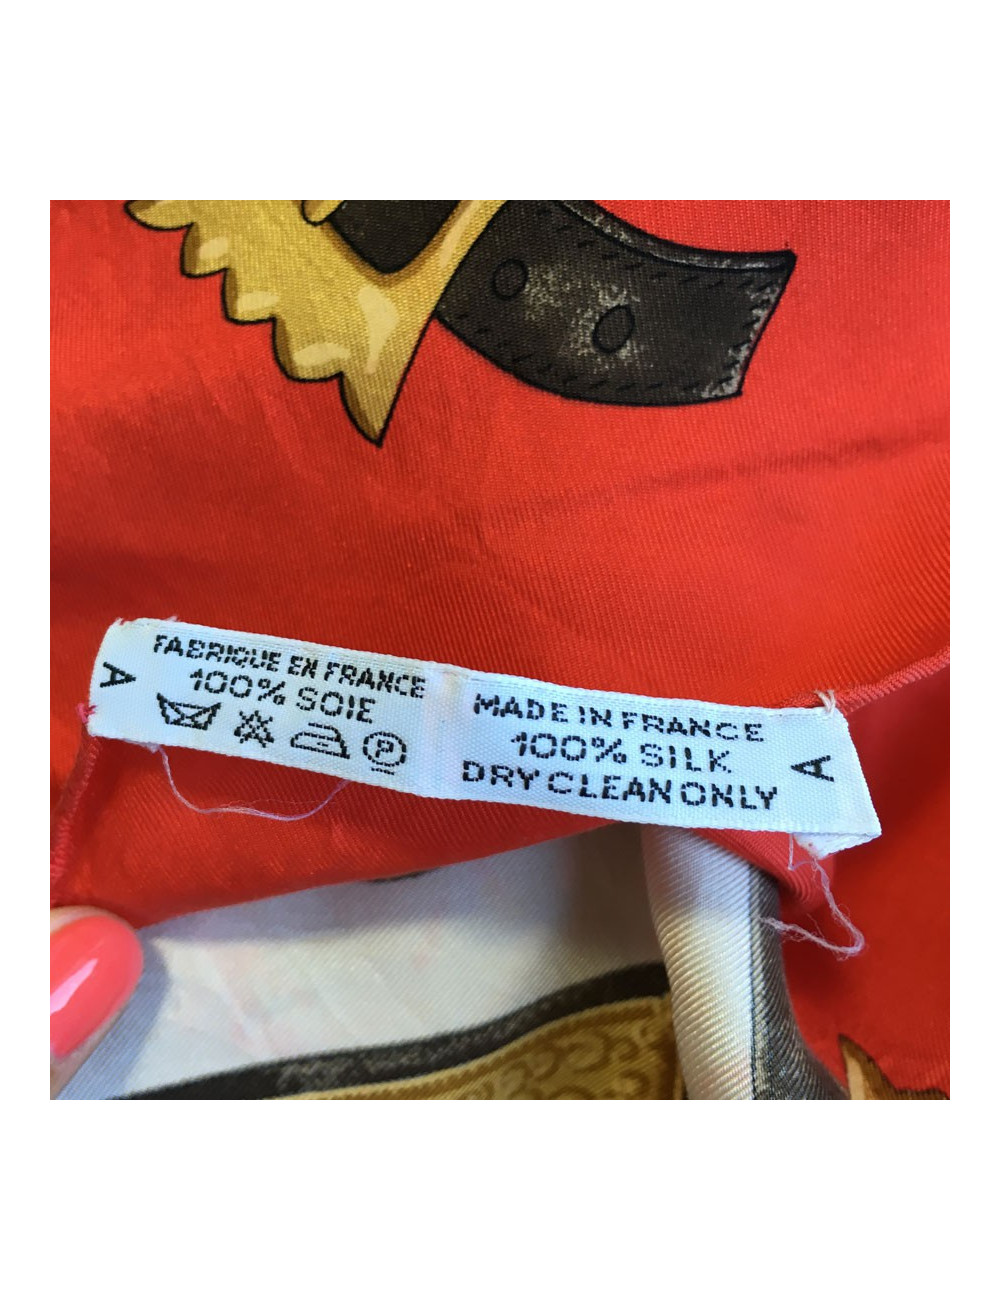 A
FABRIQUE EN FRANCE
100% SOIE
P
MADE IN FRANCE
100% SILK
DRY CLEAN ONLY
A